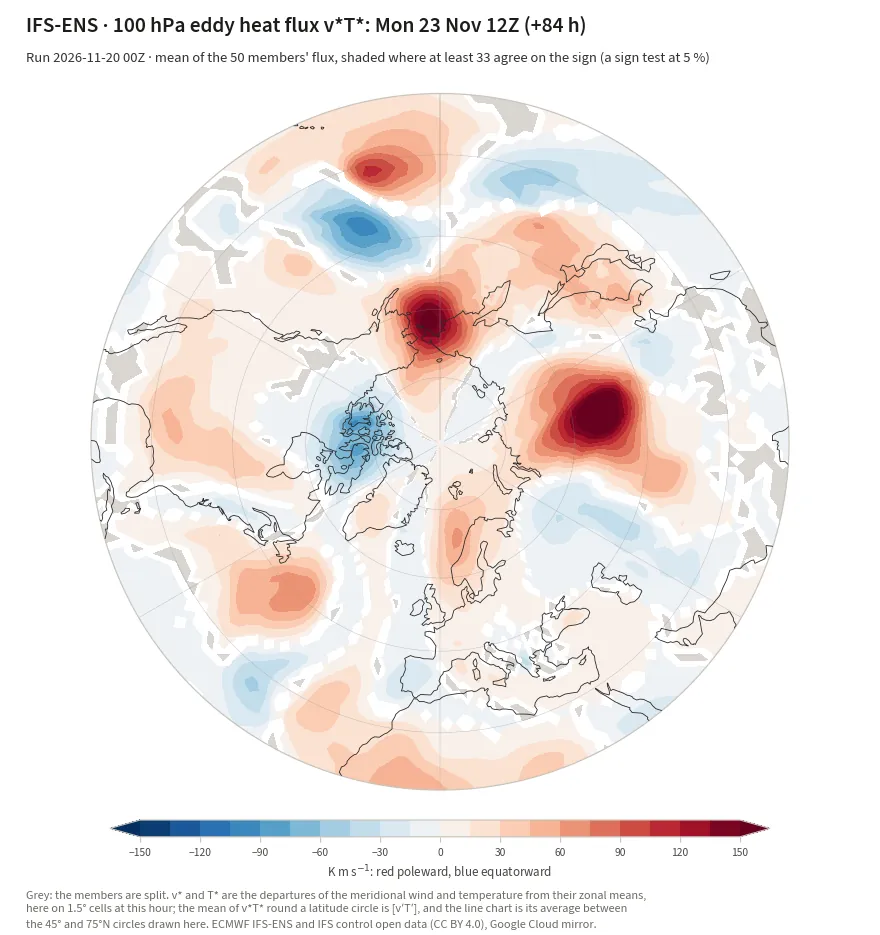 IFS-ENS · 100 hPa eddy heat flux v*T*: Mon 23 Nov 12Z (+84 h)
Run 2026-11-20 00Z · mean of the 50 members' flux, shaded where at least 33 agree on the sign (a sign test at 5 %)
−150 −120 −90 −60 −30 0 30 60 90 120 150
K m s⁻¹: red poleward, blue equatorward
Grey: the members are split. v* and T* are the departures of the meridional wind and temperature from their zonal means,
here on 1.5° cells at this hour; the mean of v*T* round a latitude circle is [v′T′], and the line chart is its average between
the 45° and 75°N circles drawn here. ECMWF IFS-ENS and IFS control open data (CC BY 4.0), Google Cloud mirror.